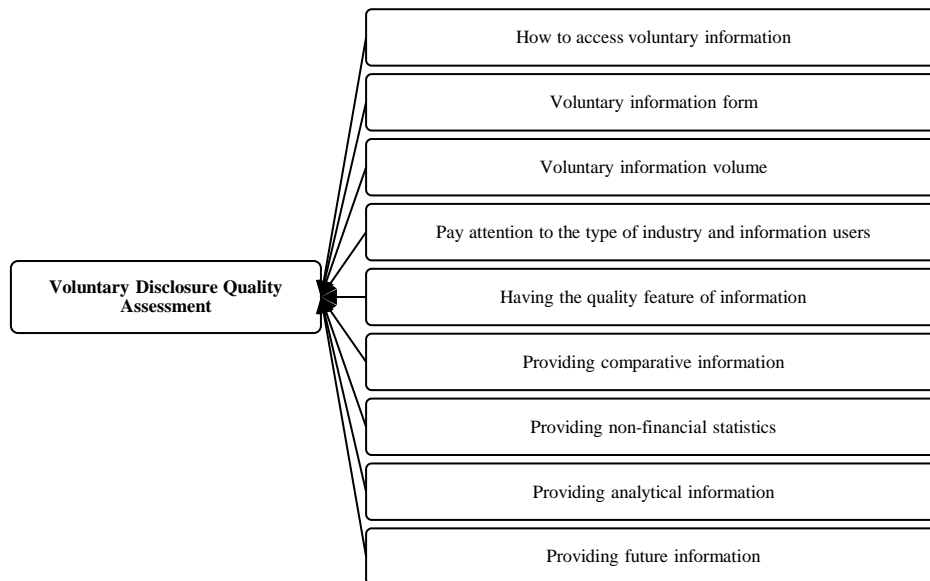 How to access voluntary information
Voluntary information form
Voluntary information volume
Pay attention to the type of industry and information users
Voluntary Disclosure Quality
Assessment
Having the quality feature of information
Providing comparative information
Providing non-financial statistics
Providing analytical information
Providing future information